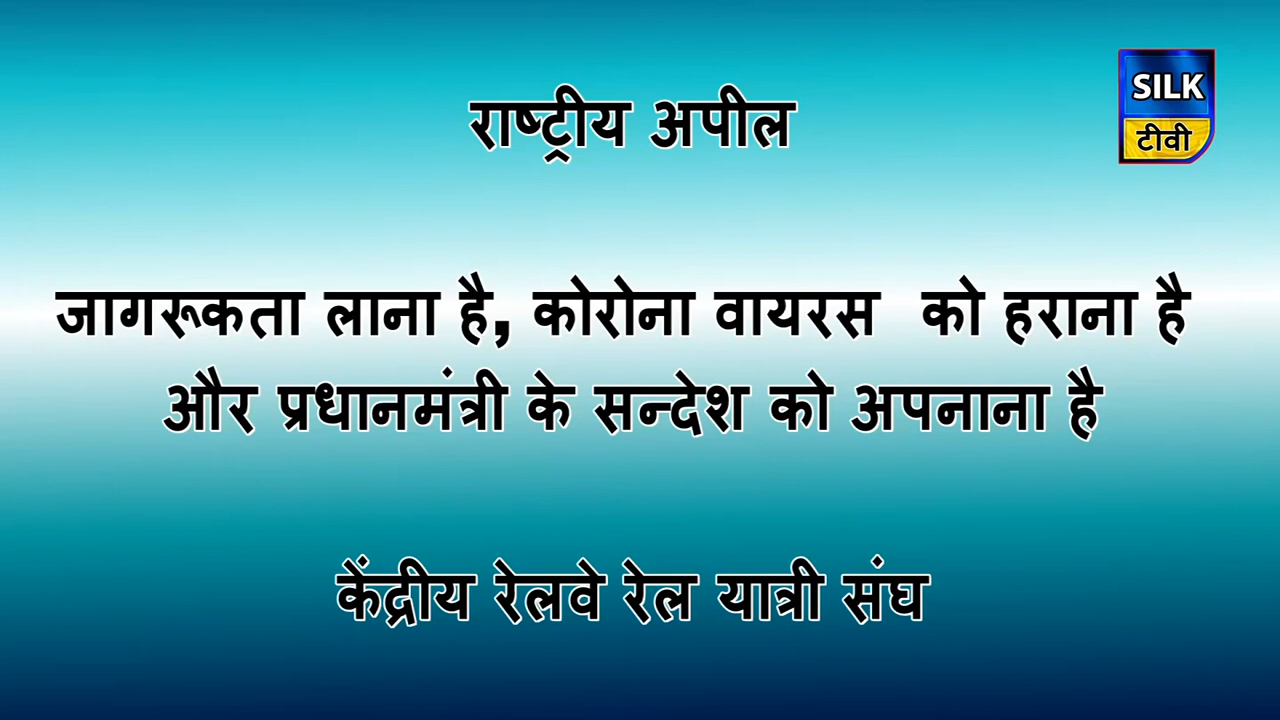 राष्ट्रीय अपील
SILK
टीवी
जागरूकता लाना है, कोरोना वायरस को हराना है
और प्रधानमंत्री के सन्देश को अपनाना है
केंद्रीय रेलवे रेल यात्री संघ